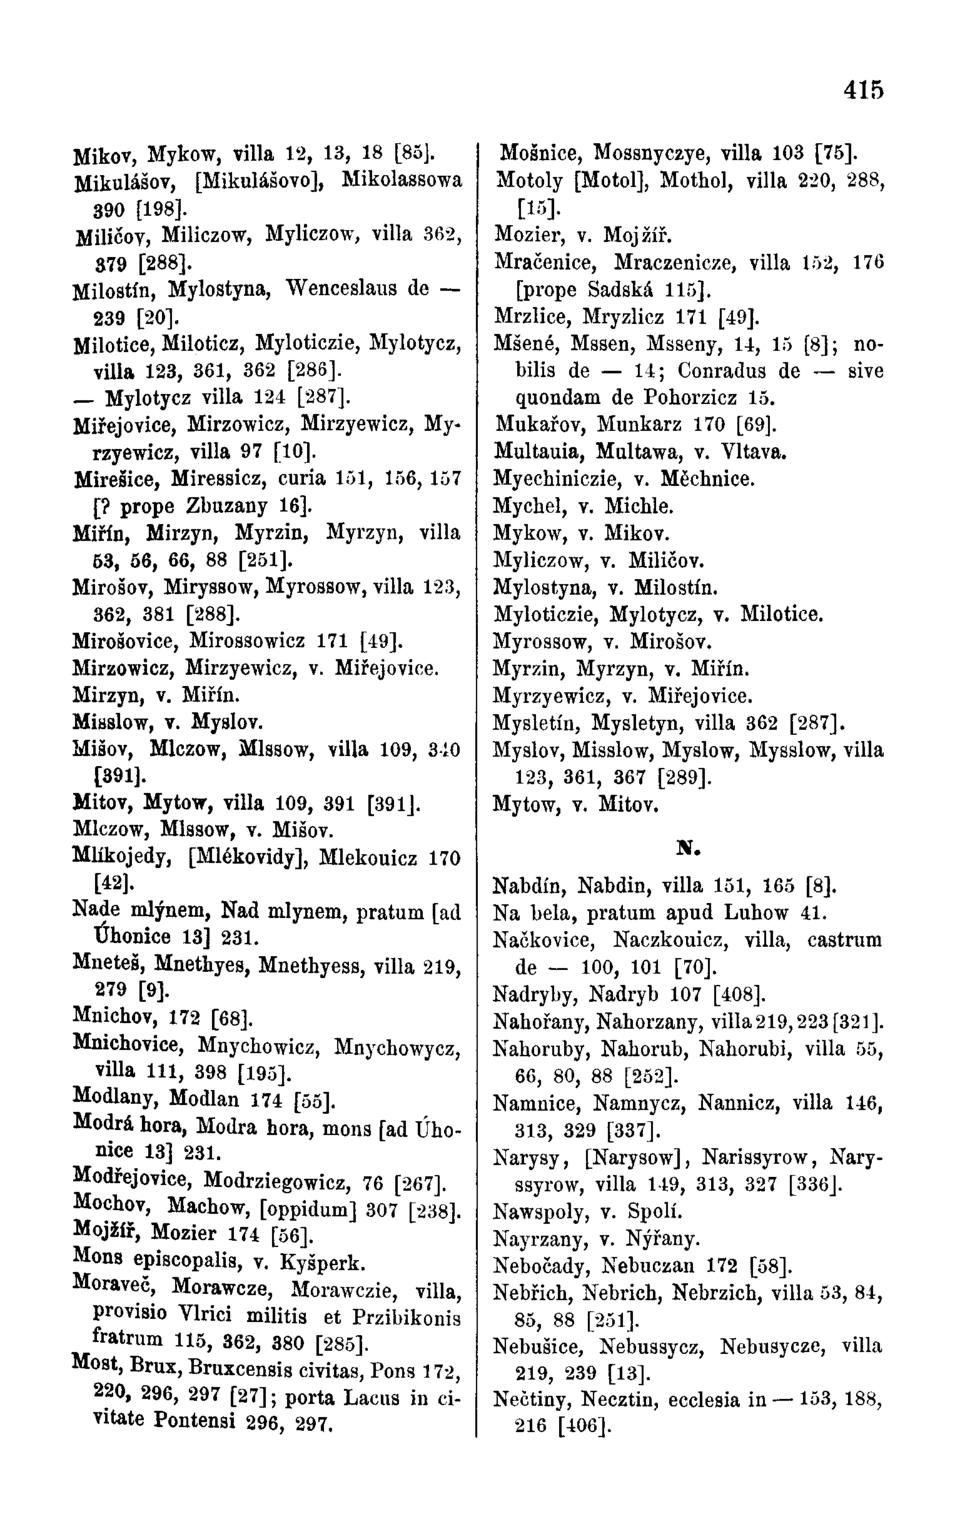 415
Mikov, Mykow, villa 12, 13, 18 [85].
Mikulášov, [Mikulášovo], Mikolassowa
390 [198].
Miličov, Miliczow, Myliczow, villa 362,
379 [288].
Milostín, Mylostyna, Wenceslaus de —
239 [20].
Milotice, Miloticz, Myloticzie, Mylotycz,
villa 123, 361, 362 [286].
— Mylotycz villa 124 [287].
Miřejovice, Mirzowicz, Mirzyewicz, My-
rzyewicz, villa 97 [10].
Mirešice, Miressicz, curia 151, 156, 157
[? prope Zbuzany 16].
Miřín, Mirzyn, Myrzin, Myrzyn, villa
53, 56, 66, 88 [251].
Mirošov, Miryssow, Myrossow, villa 123,
362, 381 [288].
Mirošovice, Mirossowicz 171 [49].
Mirzowicz, Mirzyewicz, v. Miřejovice.
Mirzyn, v. Miřín.
Misslow, v. Myslov.
Mišov, Mlczow, Mlssow, villa 109, 340
[391].
Mitov, Mytow, villa 109, 391 [391].
Mlczow, Mlssow, v. Mišov.
Mlíkojedy, [Mlékovidy], Mlekouicz 170
[42].
Nade mlýnem, Nad mlynem, pratum [ad
Úhonice 13] 231.
Mneteš, Mnethyes, Mnethyess, villa 219,
279 [9].
Mnichov, 172 [68].
Mnichovice, Mnychowicz, Mnychowycz,
villa 111, 398 [195].
Modlany, Modlan 174 [55].
Modrá hora, Modra hora, mons [ad Úho-
nice 13] 231.
Modřejovice, Modrziegowicz, 76 [267].
Mochov, Machow, [oppidum] 307 [238].
Mojžíř, Mozier 174 [56].
Mons episcopalis, v. Kyšperk.
Moraveč, Morawcze, Morawczie, villa,
provisio Vlrici militis et Przibikonis
fratrum 115, 362, 380 [285].
Most, Brux, Bruxcensis civitas, Pons 172,
220, 296, 297 [27]; porta Lacus in ci-
vitate Pontensi 296, 297.
Mošnice, Mossnyczye, villa 103 [75].
Motoly [Motol], Mothol, villa 220, 288,
[15].
Mozier, v. Mojžíř.
Mračenice, Mraczenicze, villa 152, 176
[prope Sadská 115].
Mrzlice, Mryzlicz 171 [49].
Mšené, Mssen, Msseny, 14, 15 [8]; no-
bilis de — 14; Conradus de — sive
quondam de Pohorzicz 15.
Mukařov, Munkarz 170 [69].
Multauia, Multawa, v. Vltava.
Myechiniczie, v. Měchnice.
Mychel, v. Michle.
Mykow, v. Mikov.
Myliczow, v. Miličov.
Mylostyna, v. Milostín.
Myloticzie, Mylotycz, v. Milotice.
Myrossow, v. Mirošov.
Myrzin, Myrzyn, v. Miřín.
Myrzyewicz, v. Miřejovice.
Mysletín, Mysletyn, villa 362 [287].
Myslov, Misslow, Myslow, Mysslow, villa
123, 361, 367 [289].
Mytow, v. Mitov.
N.
Nabdín, Nabdin, villa 151, 165 [8].
Na bela, pratum apud Luhow 41.
Načkovice, Naczkouicz, villa, castrum
de — 100, 101 [70].
Nadryby, Nadryb 107 [408].
Nahořany, Nahorzany, villa 219, 223 [321].
Nahoruby, Nahorub, Nahorubi, villa 55,
66, 80, 88 [252].
Namnice, Namnycz, Nannicz, villa 146,
313, 329 [337].
Narysy, [Narysow], Narissyrow, Nary-
ssyrow, villa 149, 313, 327 [336].
Nawspoly, v. Spolí.
Nayrzany, v. Nýřany.
Nebočady, Nebuczan 172 [58].
Nebřich, Nebrich, Nebrzich, villa 53, 84,
85, 88 [251].
Nebušice, Nebussycz, Nebusycze, villa
219, 239 [13].
Nečtiny, Necztin, ecclesia in — 153, 188,
216 [406].